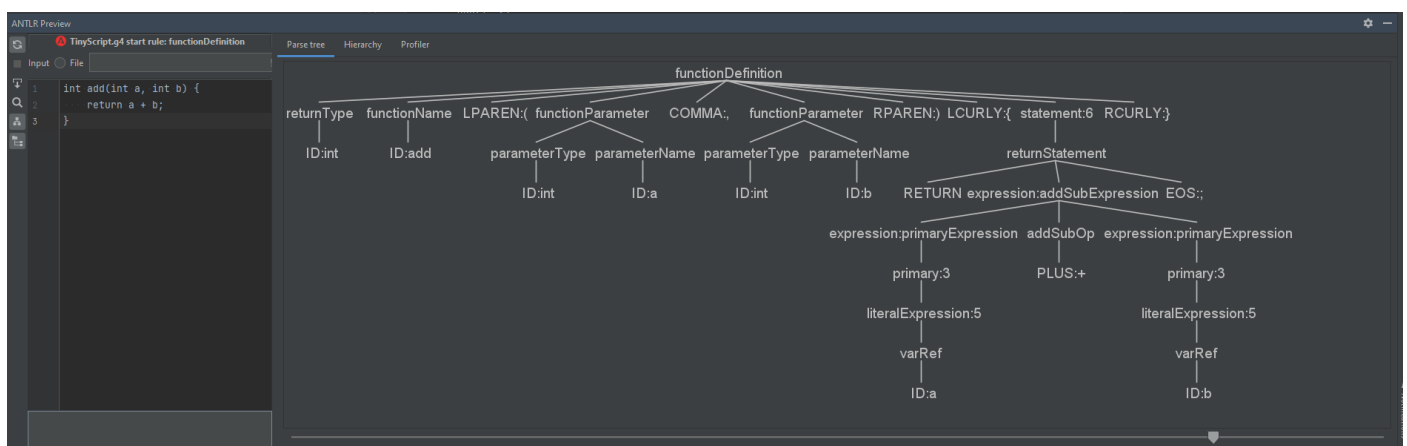 ANTLR Preview
TinyScript.g4 start rule: functionDefinition
Input File
1 int add(int a, int b) {
2 return a + b;
3 }
Parse tree Hierarchy Profiler
functionDefinition
returnType functionName LPAREN:( functionParameter COMMA:, functionParameter RPAREN:) LCURLY:{ statement:6 RCURLY:}
ID:int ID:add parameterType parameterName parameterType parameterName returnStatement
ID:int ID:a ID:int ID:b RETURN expression:addSubExpression EOS:;
expression:primaryExpression addSubOp expression:primaryExpression
primary:3 PLUS:+ primary:3
literalExpression:5 literalExpression:5
varRef varRef
ID:a ID:b